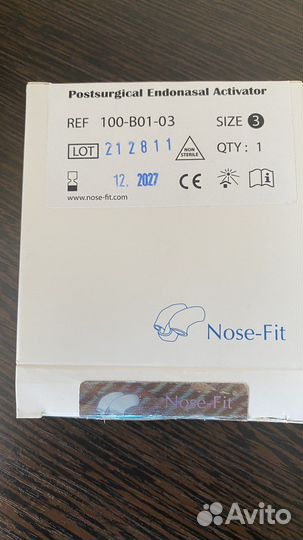 Postsurgical Endonasal Activator
REF 100-B01-03 SIZE 3
LOT 212811 NON STERILE QTY : 1
12. 2027 CE i
www.nose-fit.com
Nose-Fit
Nose-Fit
Avito